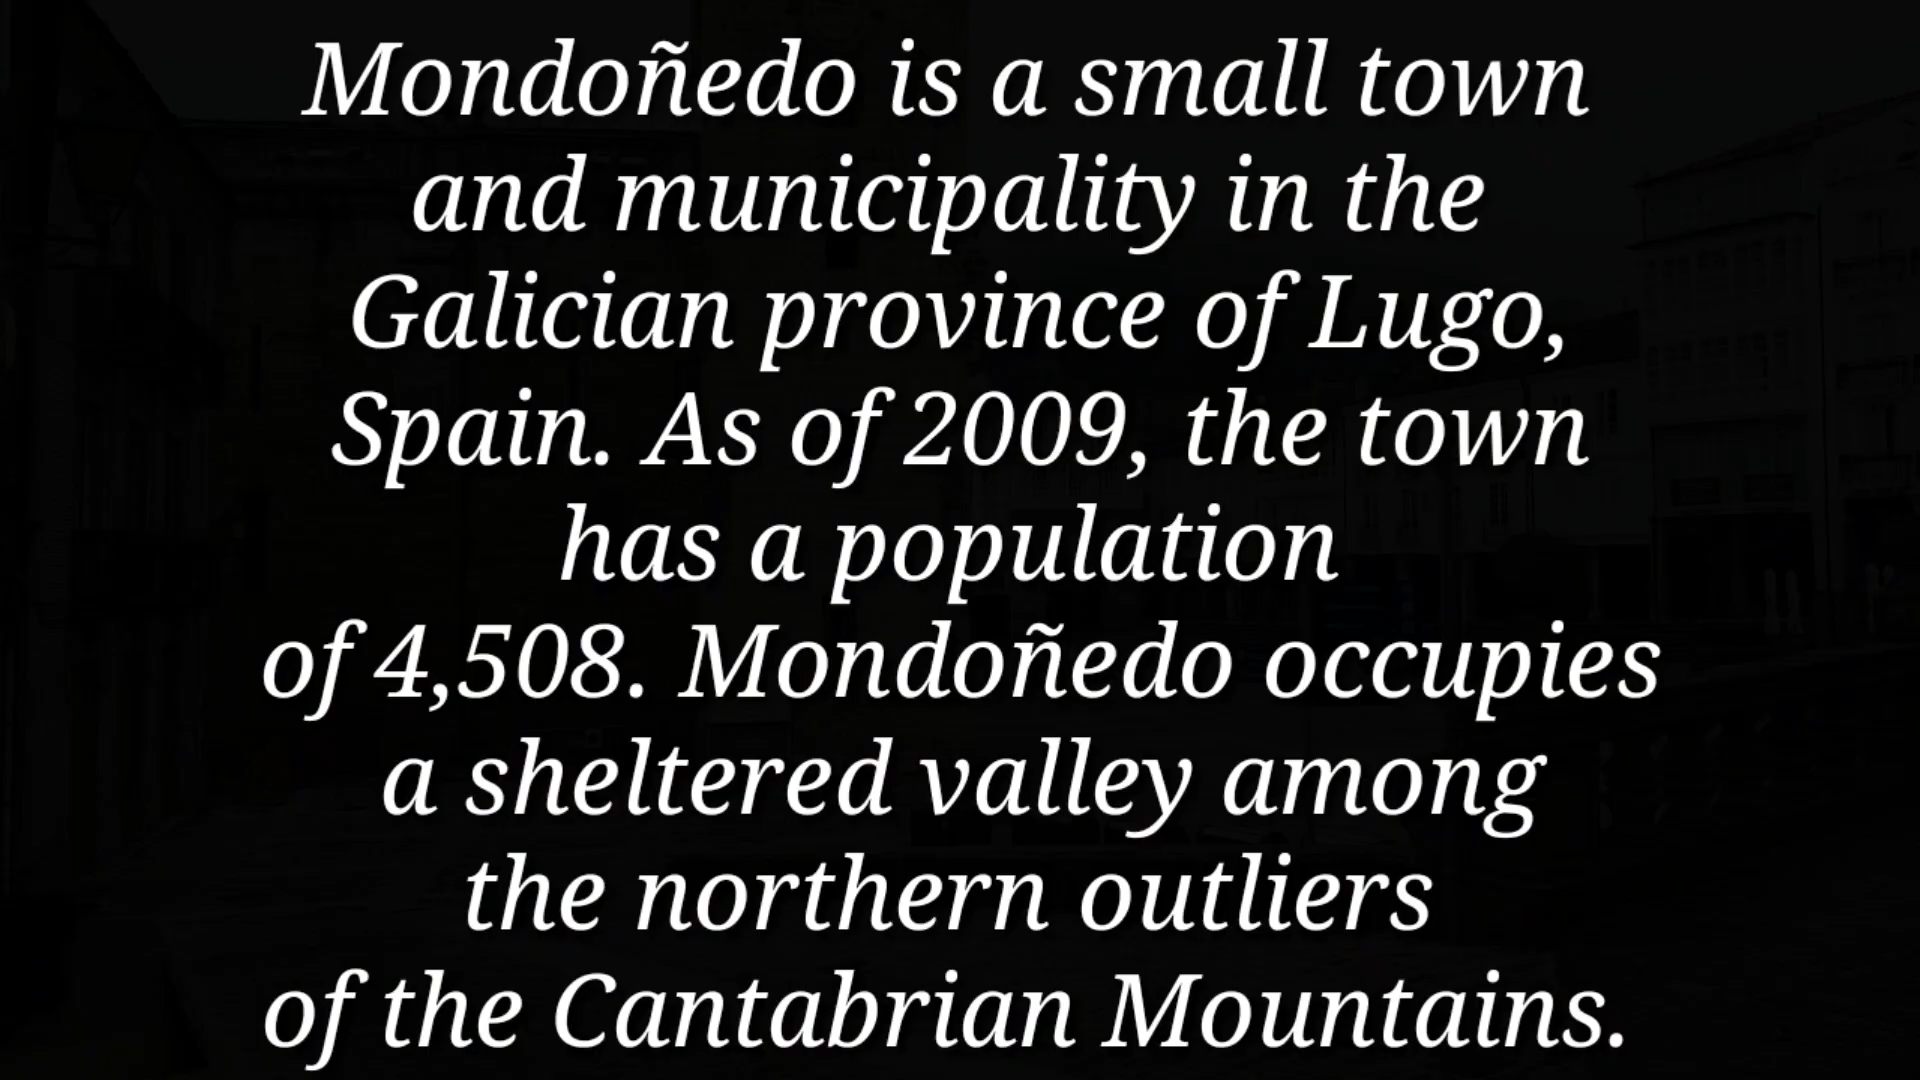 Mondoñedo is a small town
and municipality in the
Galician province of Lugo,
Spain. As of 2009, the town
has a population
of 4,508. Mondoñedo occupies
a sheltered valley among
the northern outliers
of the Cantabrian Mountains.